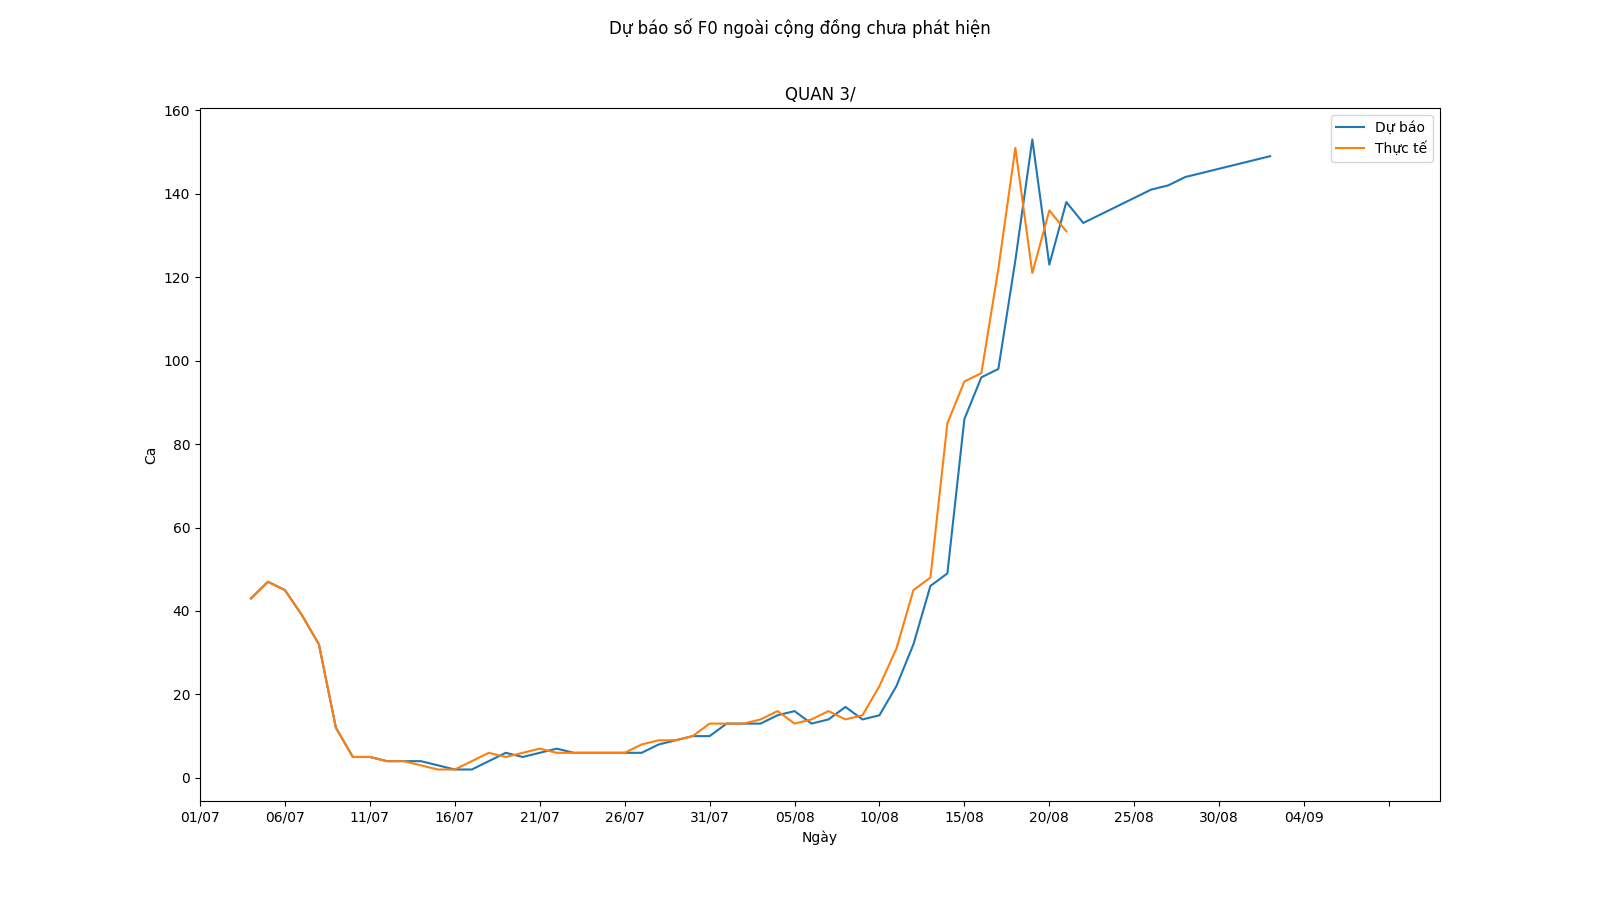 Dự báo số F0 ngoài cộng đồng chưa phát hiện
QUAN 3/
160
140
120
100
80
60
40
20
0
Ca
Dự báo
Thực tế
01/07 06/07 11/07 16/07 21/07 26/07 31/07 05/08 10/08 15/08 20/08 25/08 30/08 04/09
Ngày